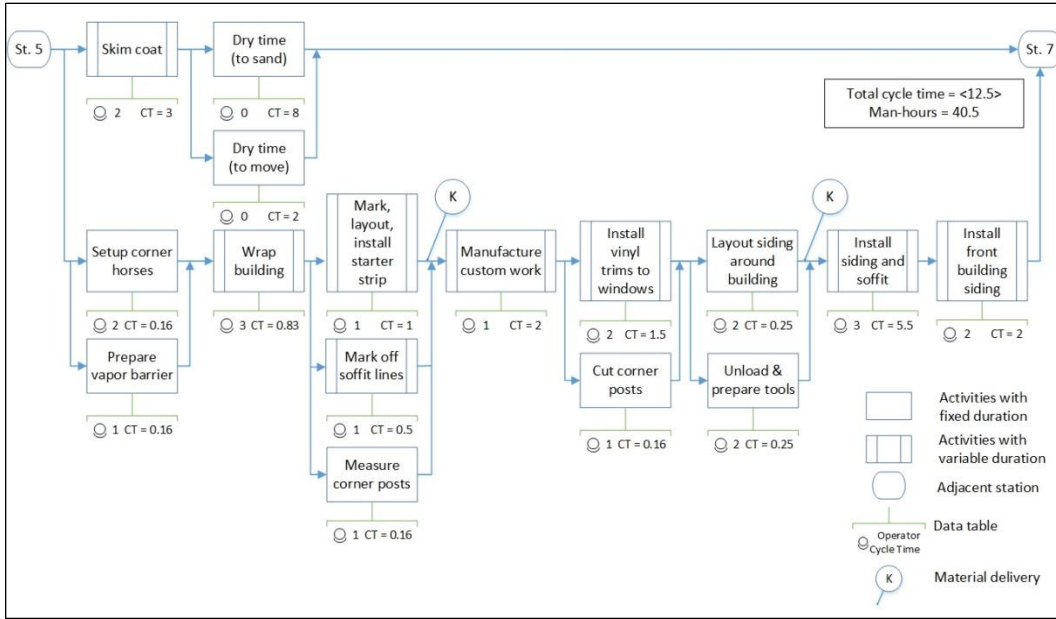 St. 5
Skim coat
Dry time
(to sand)
St. 7
2 CT = 3
0 CT = 8
Total cycle time = <12.5>
Man-hours = 40.5
Dry time
(to move)
0 CT = 2
K
K
Setup corner
horses
Wrap
building
Mark,
layout,
install
starter
strip
Manufacture
custom work
Install
vinyl
trims to
windows
Layout siding
around
building
Install
siding and
soffit
Install
front
building
siding
2 CT = 0.16
3 CT = 0.83
1 CT = 1
1 CT = 2
2 CT = 1.5
2 CT = 0.25
3 CT = 5.5
2 CT = 2
Prepare
vapor barrier
Mark off
soffit lines
Cut corner
posts
Unload &
prepare tools
1 CT = 0.16
1 CT = 0.5
1 CT = 0.16
2 CT = 0.25
Measure
corner posts
1 CT = 0.16
Activities with
fixed duration
Activities with
variable duration
Adjacent station
Data table
Operator
Cycle Time
K
Material delivery